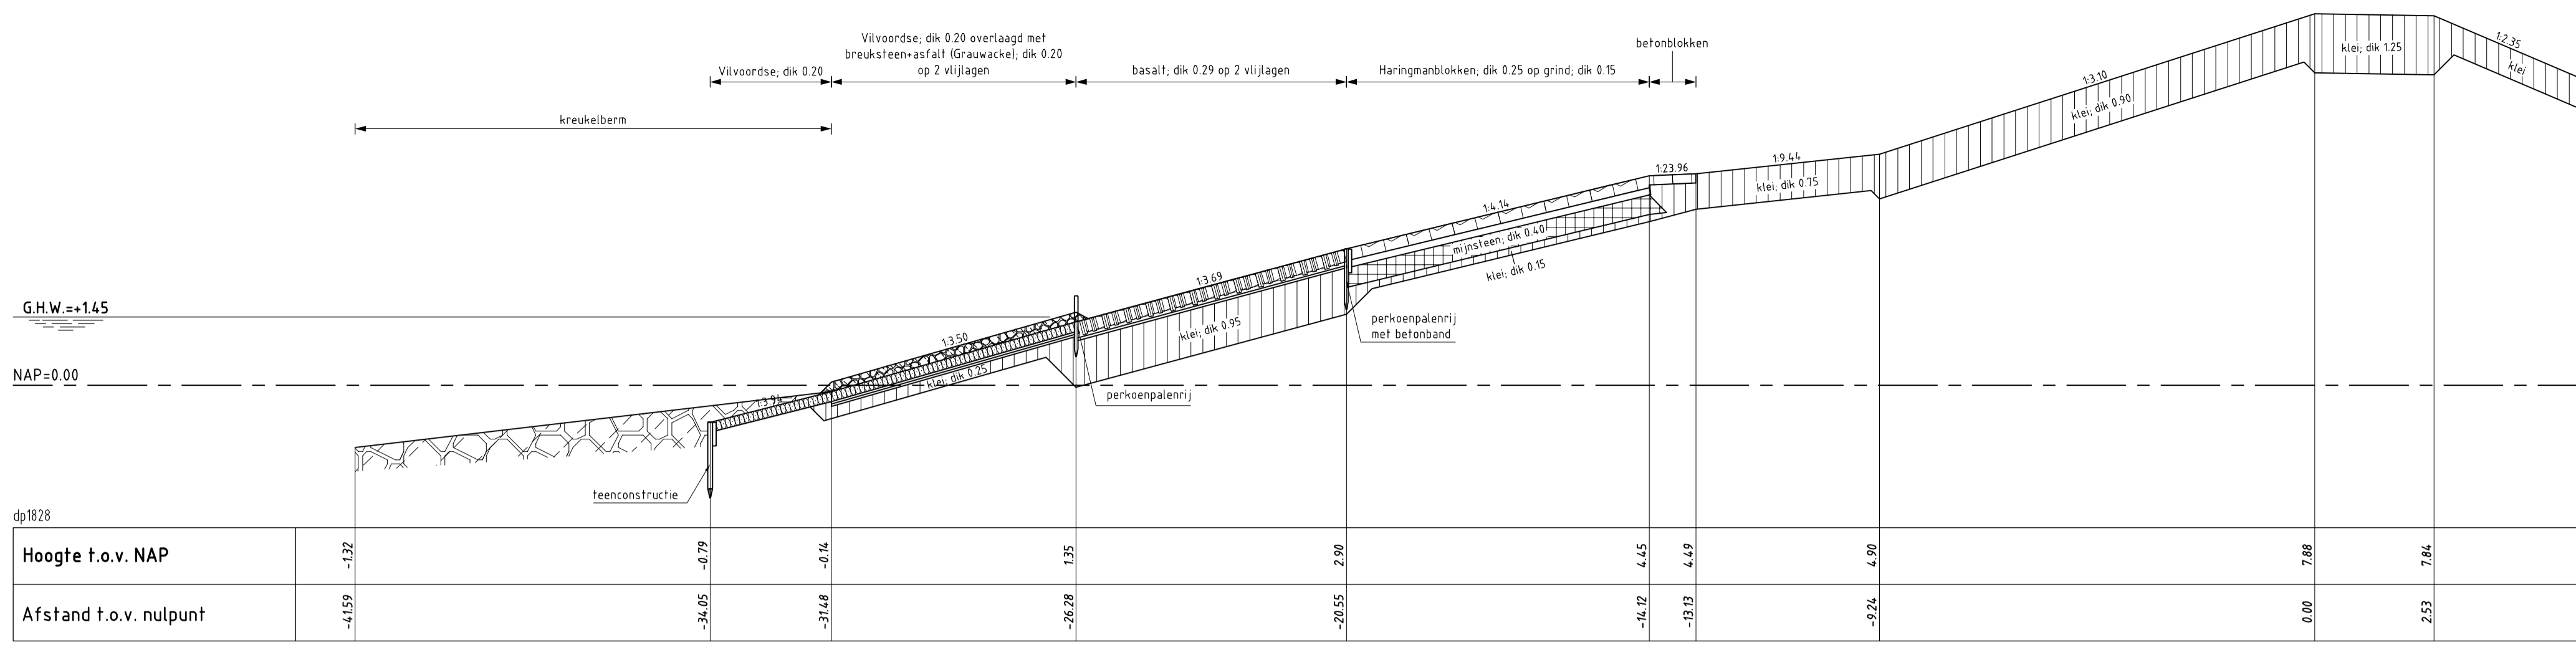 Vilvoordse; dik 0.20 overlaagd met
breuksteen+asfalt (Grauwacke); dik 0.20
op 2 vlijlagen
Vilvoordse; dik 0.20
basalt; dik 0.29 op 2 vlijlagen
Haringmanblokken; dik 0.25 op grind; dik 0.15
betonblokken
kreukelberm
1:2.35
klei
klei; dik 1.25
1:3.10
klei; dik 0.90
1:9.44
klei; dik 0.75
1:23.96
1:4.14
mijnsteen; dik 0.40
klei; dik 0.15
1:3.69
klei; dik 0.95
perkoenpalenrij
met betonband
G.H.W.=+1.45
1:3.50
klei; dik 0.25
NAP=0.00
1:3.94
perkoenpalenrij
teenconstructie
dp1828
Hoogte t.o.v. NAP -1.32 -0.79 -0.14 1.35 2.90 4.45 4.49 4.90 7.88 7.84
Afstand t.o.v. nulpunt -41.59 -34.05 -31.48 -26.28 -20.55 -14.12 -13.13 -9.24 0.00 2.53